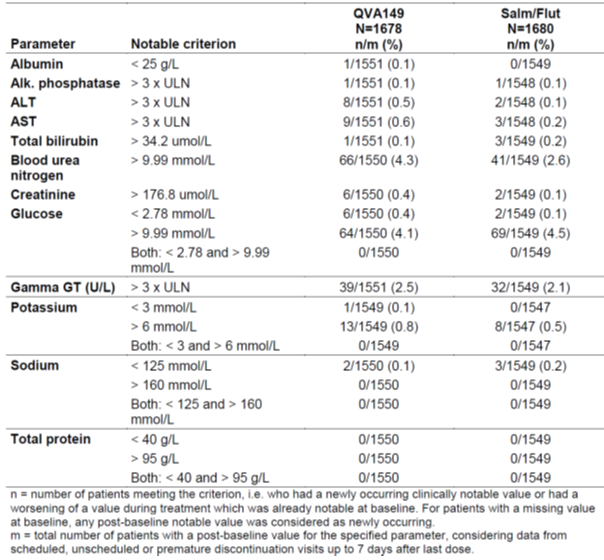 QVA149 Salm/Flut
N=1678 N=1680
Parameter Notable criterion n/m (%) n/m (%)
Albumin < 25 g/L 1/1551 (0.1) 0/1549
Alk. phosphatase > 3 x ULN 1/1551 (0.1) 1/1548 (0.1)
ALT > 3 x ULN 8/1551 (0.5) 2/1548 (0.1)
AST > 3 x ULN 9/1551 (0.6) 3/1548 (0.2)
Total bilirubin > 34.2 umol/L 1/1551 (0.1) 3/1549 (0.2)
Blood urea > 9.99 mmol/L 66/1550 (4.3) 41/1549 (2.6)
nitrogen
Creatinine > 176.8 umol/L 6/1550 (0.4) 2/1549 (0.1)
Glucose < 2.78 mmol/L 6/1550 (0.4) 2/1549 (0.1)
> 9.99 mmol/L 64/1550 (4.1) 69/1549 (4.5)
Both: < 2.78 and > 9.99 0/1550 0/1549
mmol/L
Gamma GT (U/L) > 3 x ULN 39/1551 (2.5) 32/1549 (2.1)
Potassium < 3 mmol/L 1/1549 (0.1) 0/1547
> 6 mmol/L 13/1549 (0.8) 8/1547 (0.5)
Both: < 3 and > 6 mmol/L 0/1549 0/1547
Sodium < 125 mmol/L 2/1550 (0.1) 3/1549 (0.2)
> 160 mmol/L 0/1550 0/1549
Both: < 125 and > 160 0/1550 0/1549
mmol/L
Total protein < 40 g/L 0/1550 0/1549
> 95 g/L 0/1550 0/1549
Both: < 40 and > 95 g/L 0/1550 0/1549
n = number of patients meeting the criterion, i.e. who had a newly occurring clinically notable value or had a
worsening of a value during treatment which was already notable at baseline. For patients with a missing value
at baseline, any post-baseline notable value was considered as newly occurring.
m = total number of patients with a post-baseline value for the specified parameter, considering data from
scheduled, unscheduled or premature discontinuation visits up to 7 days after last dose.